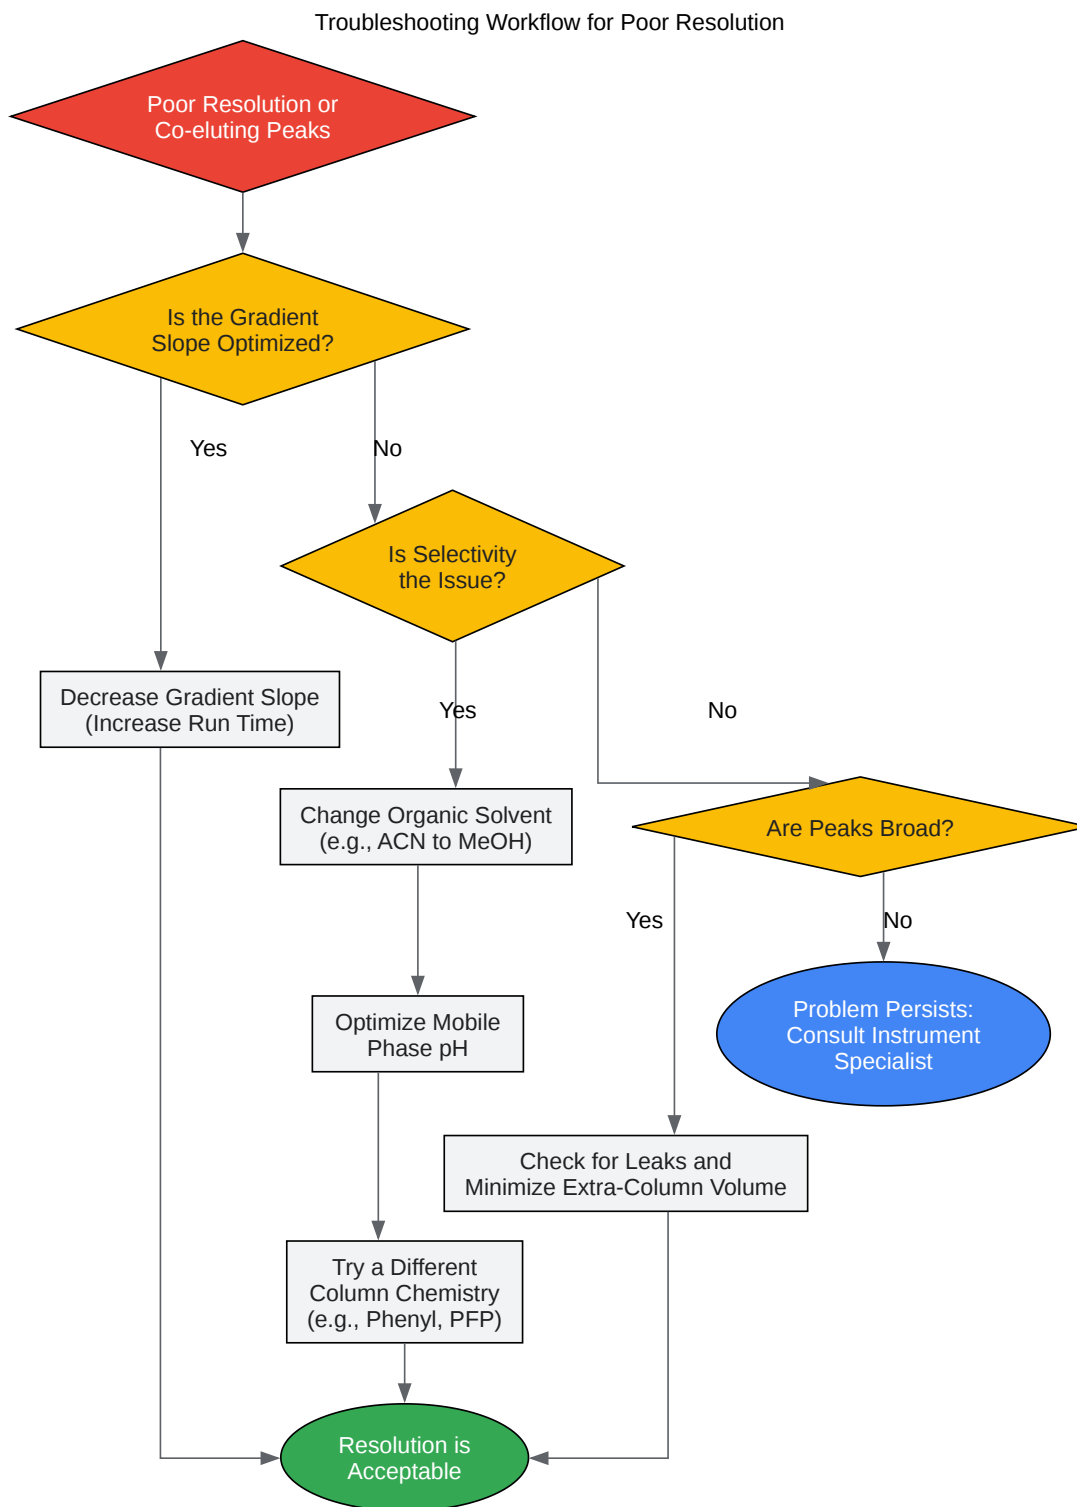 Troubleshooting Workflow for Poor Resolution
Poor Resolution or
Co-eluting Peaks
Is the Gradient
Slope Optimized?
Yes
No
Is Selectivity
the Issue?
Decrease Gradient Slope
(Increase Run Time)
Yes
No
Change Organic Solvent
(e.g., ACN to MeOH)
Are Peaks Broad?
Yes
No
Problem Persists:
Consult Instrument
Specialist
Optimize Mobile
Phase pH
Check for Leaks and
Minimize Extra-Column Volume
Try a Different
Column Chemistry
(e.g., Phenyl, PFP)
Resolution is
Acceptable